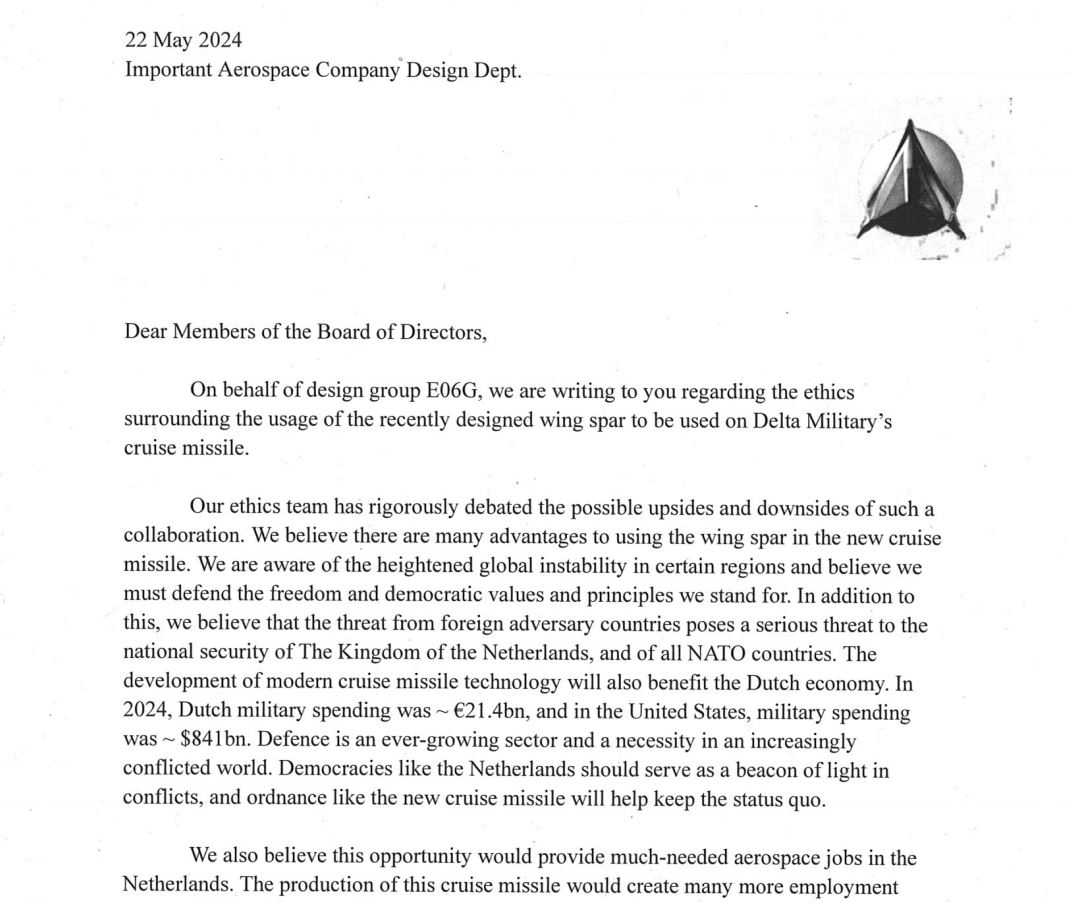 22 May 2024
Important Aerospace Company Design Dept.
Dear Members of the Board of Directors,
On behalf of design group E06G, we are writing to you regarding the ethics
surrounding the usage of the recently designed wing spar to be used on Delta Military’s
cruise missile.
Our ethics team has rigorously debated the possible upsides and downsides of such a
collaboration. We believe there are many advantages to using the wing spar in the new cruise
missile. We are aware of the heightened global instability in certain regions and believe we
must defend the freedom and democratic values and principles we stand for. In addition to
this, we believe that the threat from foreign adversary countries poses a serious threat to the
national security of The Kingdom of the Netherlands, and of all NATO countries. The
development of modern cruise missile technology will also benefit the Dutch economy. In
2024, Dutch military spending was ~ €21.4bn, and in the United States, military spending
was ~ $841bn. Defence is an ever-growing sector and a necessity in an increasingly
conflicted world. Democracies like the Netherlands should serve as a beacon of light in
conflicts, and ordnance like the new cruise missile will help keep the status quo.
We also believe this opportunity would provide much-needed aerospace jobs in the
Netherlands. The production of this cruise missile would create many more employment